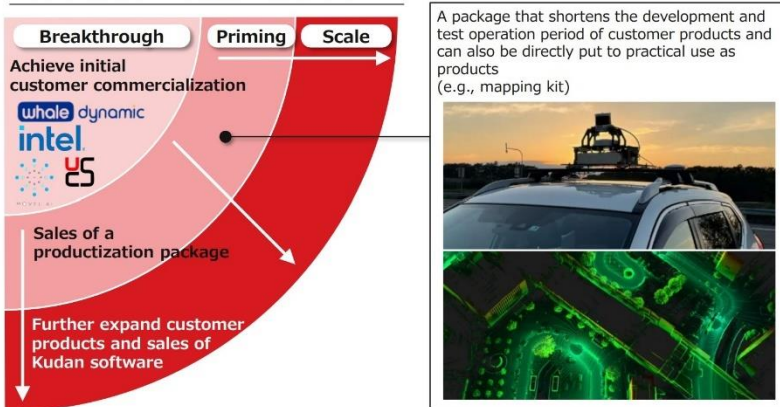 Breakthrough
Priming
Scale
Achieve initial
customer commercialization
whale dynamic
intel.
Sales of a
productization package
Further expand customer
products and sales of
Kudan software
A package that shortens the development and
test operation period of customer products and
can also be directly put to practical use as
products
(e.g., mapping kit)